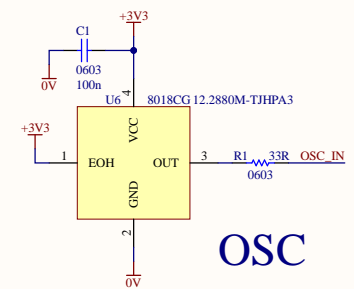 +3V3
C1
0603
100n
0V
U6 8018CG 12.2880M-TJHPA3
4
VCC
+3V3
1 EOH OUT 3 R1 33R OSC_IN
0603
GND
2
OSC
0V